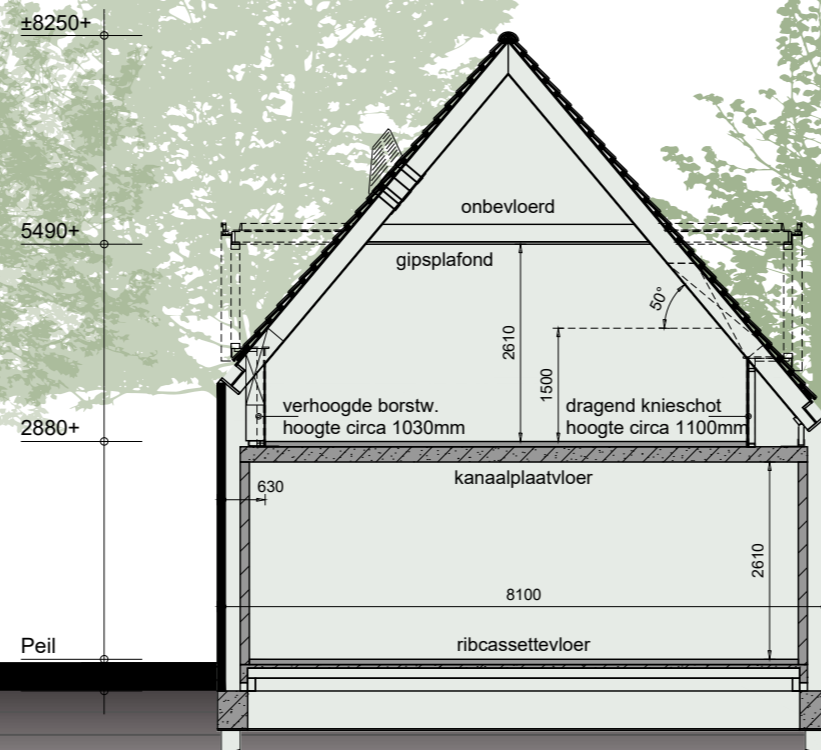 ±8250+
onbevloerd
5490+
gipsplafond
50°
2610
1500
verhoogde borstw.
hoogte circa 1030mm
dragend knieschot
hoogte circa 1100mm
2880+
kanaalplaatvloer
630
2610
8100
Peil
ribcassettevloer